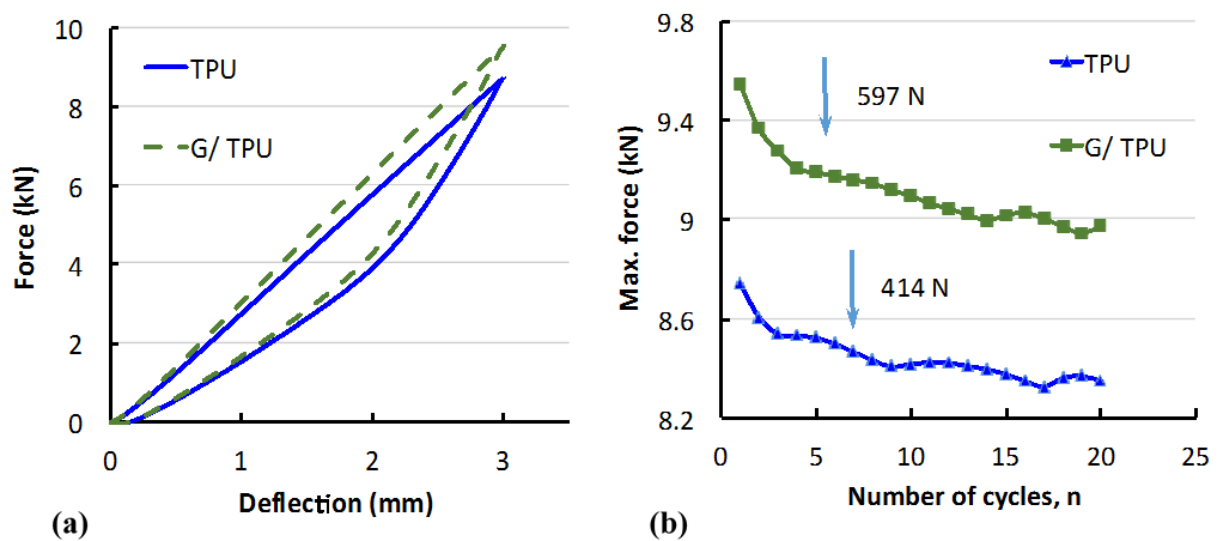 10
8
6
4
2
0
Force (kN)
TPU
G/ TPU
0 1 2 3
Deflection (mm)
(a)
9.8
9.4
9
8.6
8.2
Max. force (kN)
TPU
597 N
G/ TPU
414 N
0 5 10 15 20 25
Number of cycles, n
(b)